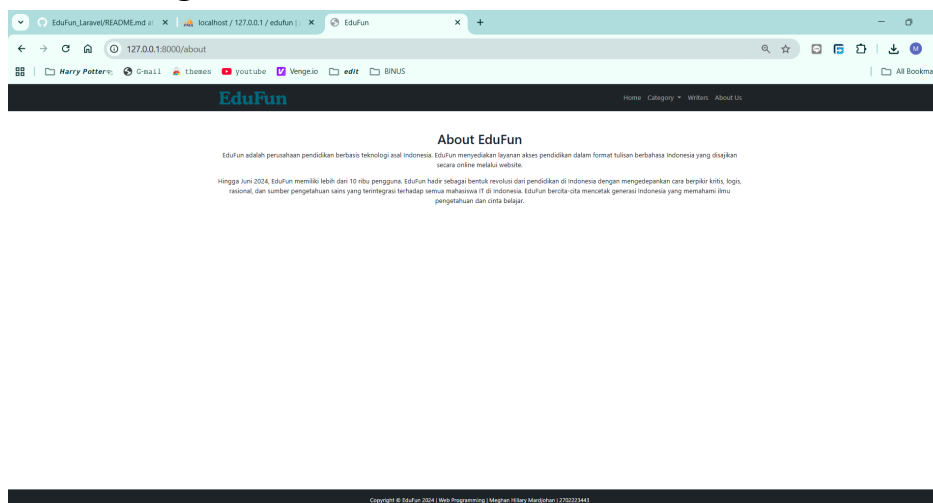 EduFun_Laravel/README.md a
localhost / 127.0.0.1 / edufun |
EduFun
127.0.0.1:8000/about
Harry Potter
G-mail
themes
youtube
Venge.io
edit
BINUS
All Bookma
EduFun
Home Category Writers About Us
About EduFun
EduFun adalah perusahaan pendidikan berbasis teknologi asal Indonesia. EduFun menyediakan layanan akses pendidikan dalam format tulisan berbahasa Indonesia yang disajikan
secara online melalui website.
Hingga Juni 2024, EduFun memiliki lebih dari 10 ribu pengguna. EduFun hadir sebagai bentuk revolusi dari pendidikan di Indonesia dengan mengedepankan cara berpikir kritis, logis,
rasional, dan sumber pengetahuan sains yang terintegrasi terhadap semua mahasiswa IT di Indonesia. EduFun bercita-cita mencetak generasi Indonesia yang memahami ilmu
pengetahuan dan cinta belajar.
Copyright © EduFun 2024 | Web Programming | Meghan Hillary Mardjohan | 2702223443